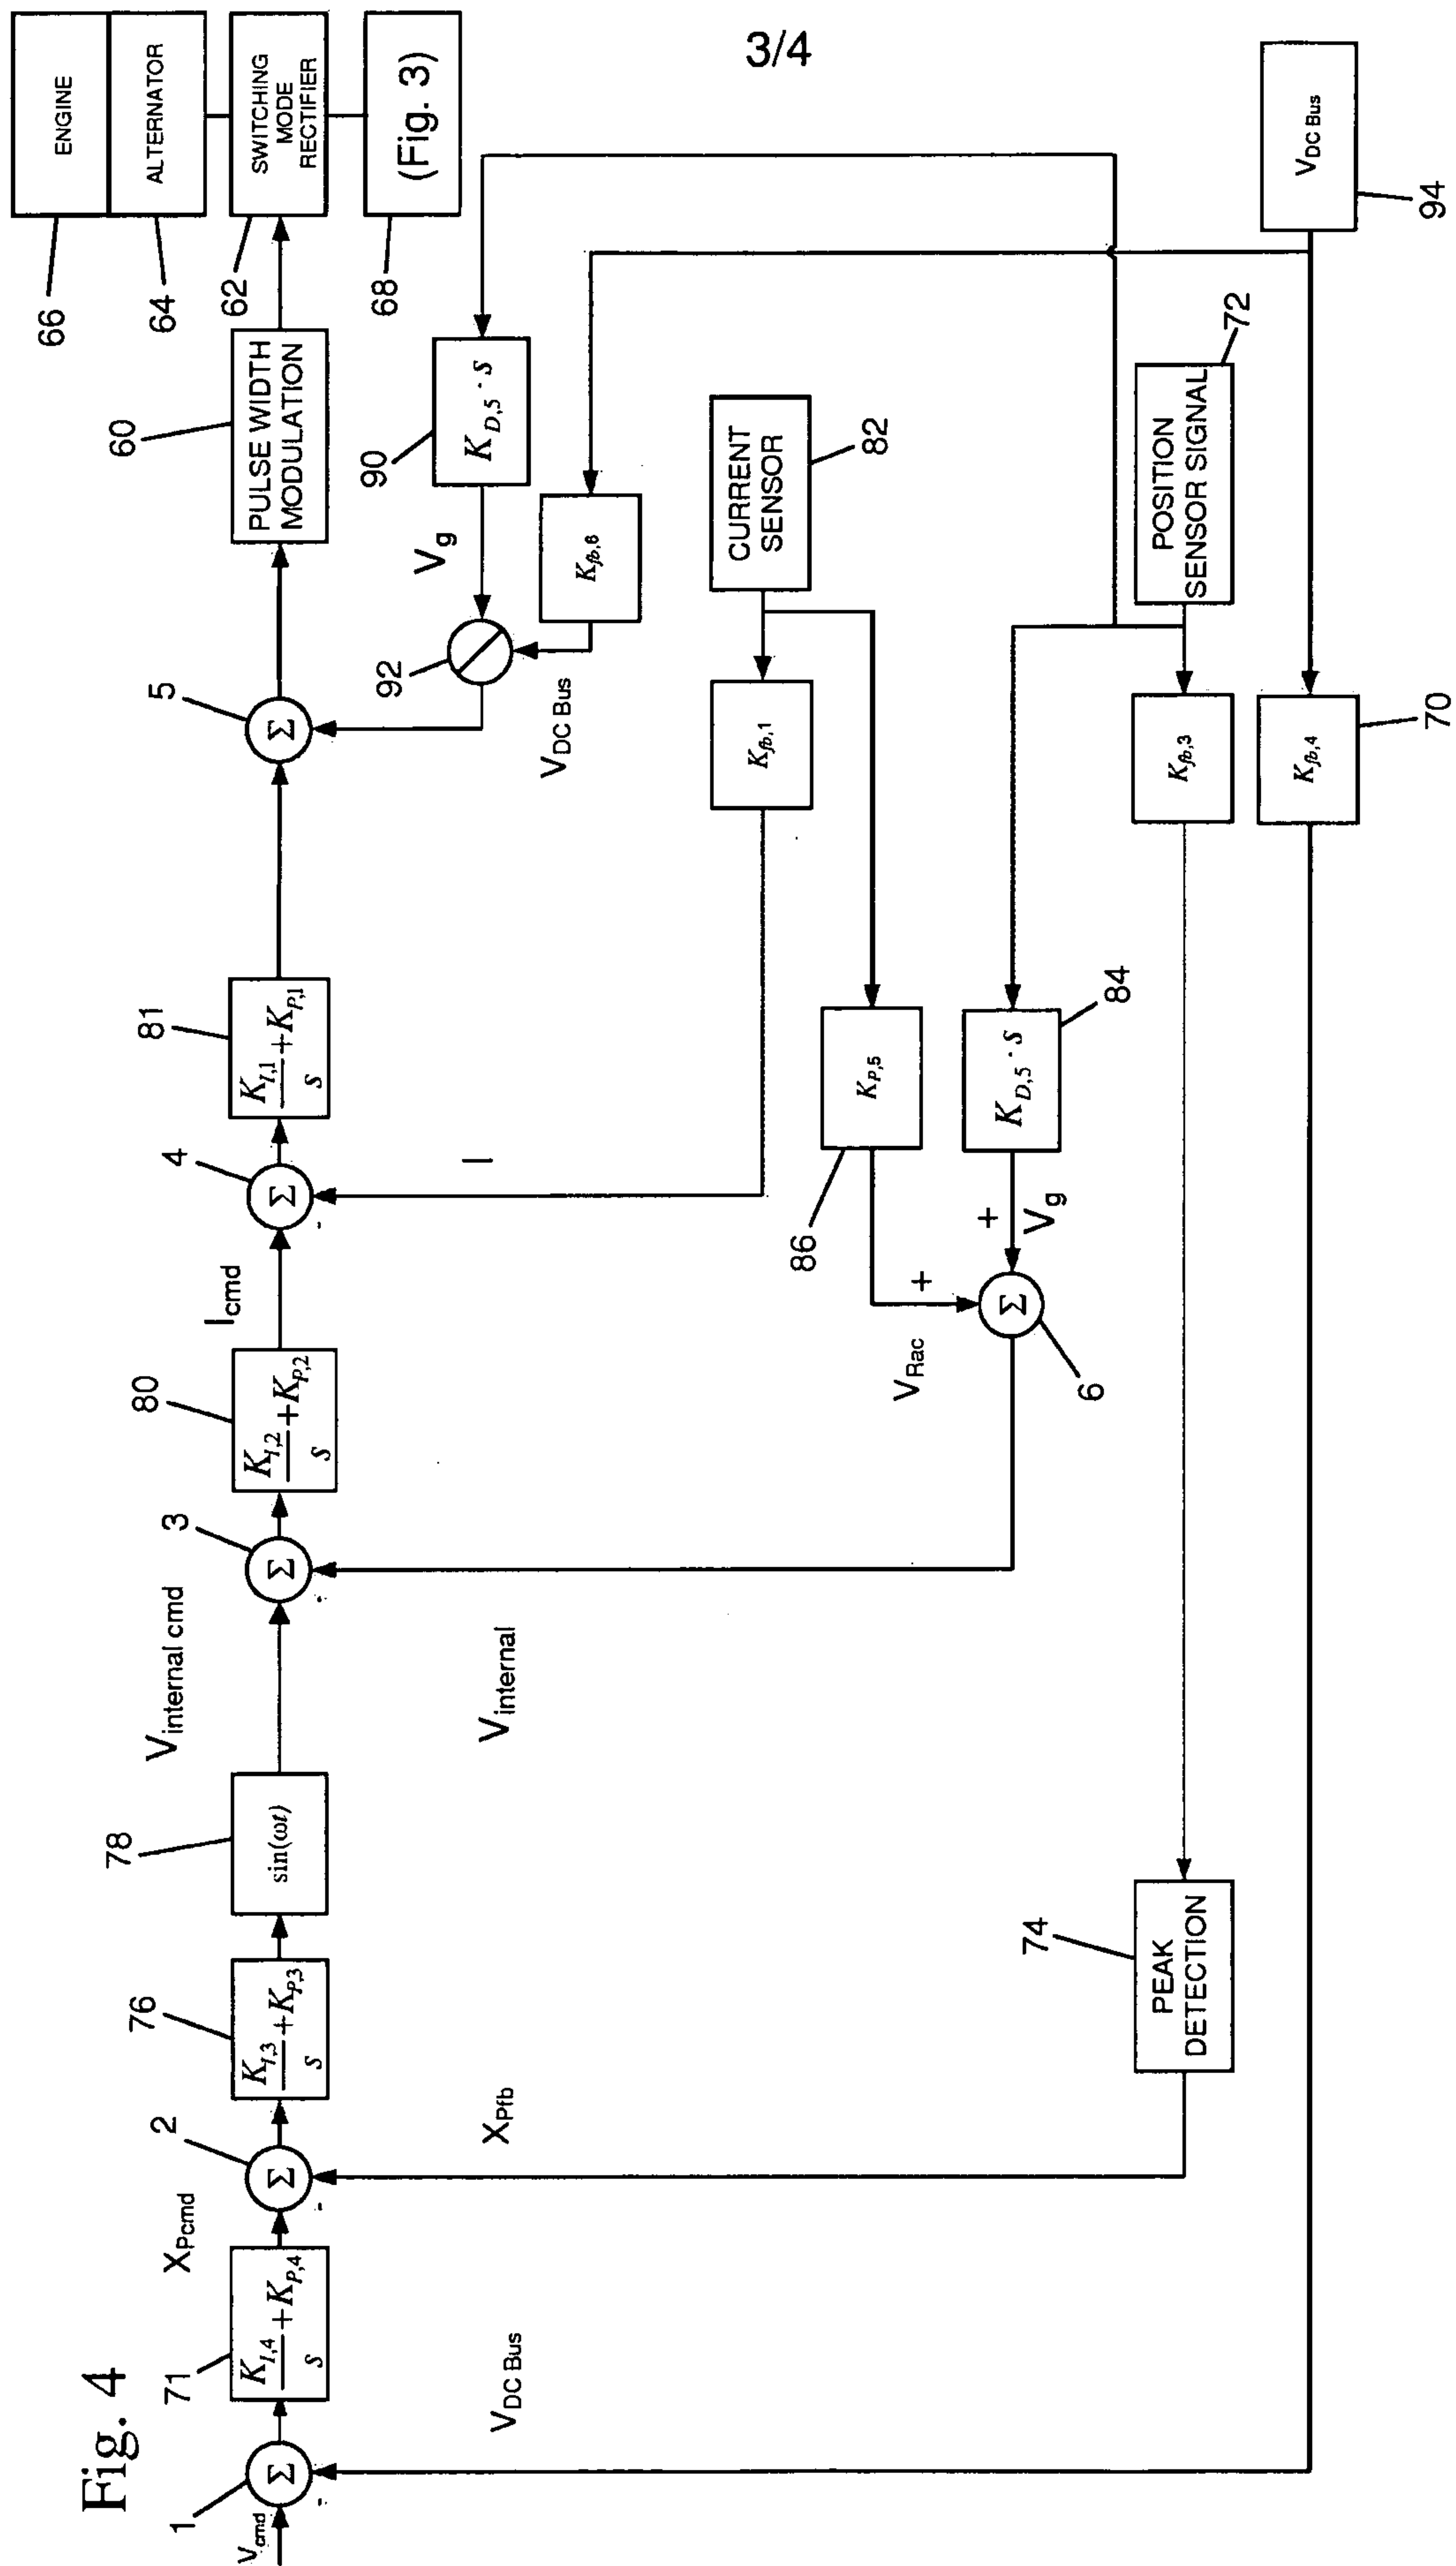 3/4
Fig. 4
V_cmd
1
Σ
-
71
K_I,4/s + K_P,4
X_Pcmd
2
Σ
-
76
K_I,3/s + K_P,3
78
sin(ωt)
V_internal cmd
3
Σ
-
80
K_I,2/s + K_P,2
I_cmd
4
Σ
-
81
K_I,1/s + K_P,1
5
Σ
60
PULSE WIDTH
MODULATION
66
ENGINE
64
ALTERNATOR
62
SWITCHING
MODE
RECTIFIER
68
(Fig. 3)
V_DC Bus
X_Pfb
V_internal
I
92
V_g
90
K_D,5 · s
V_DC Bus
K_fb,6
K_fb,1
CURRENT
SENSOR
82
86
K_P,5
+
V_Rac
Σ
6
+
V_g
K_D,5 · s
84
74
PEAK
DETECTION
K_fb,3
POSITION
SENSOR SIGNAL
72
K_fb,4
70
V_DC Bus
94